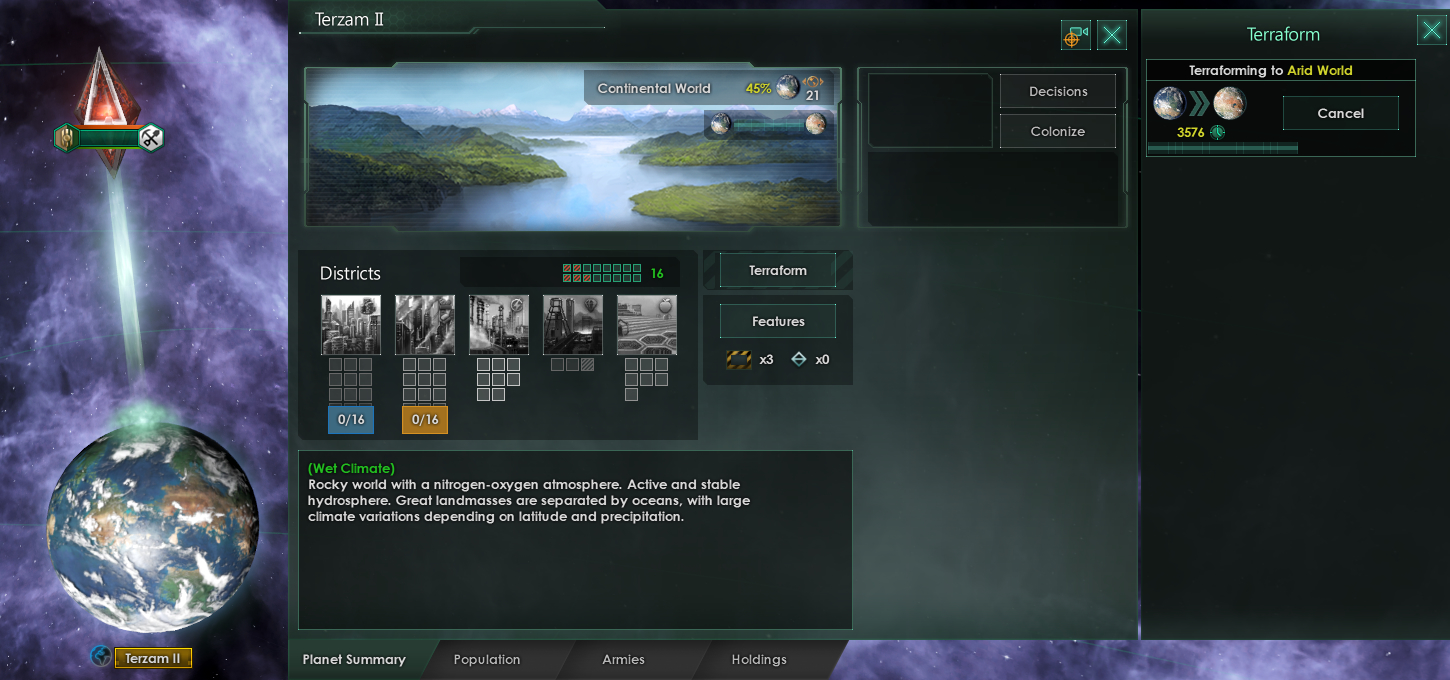 Terzam II
Continental World 45% 21
Decisions
Colonize
Terraform
Terraforming to Arid World
3576
Cancel
Districts 16
0/16 0/16
Terraform
Features
x3 x0
(Wet Climate)
Rocky world with a nitrogen-oxygen atmosphere. Active and stable
hydrosphere. Great landmasses are separated by oceans, with large
climate variations depending on latitude and precipitation.
Terzam II
Planet Summary Population Armies Holdings